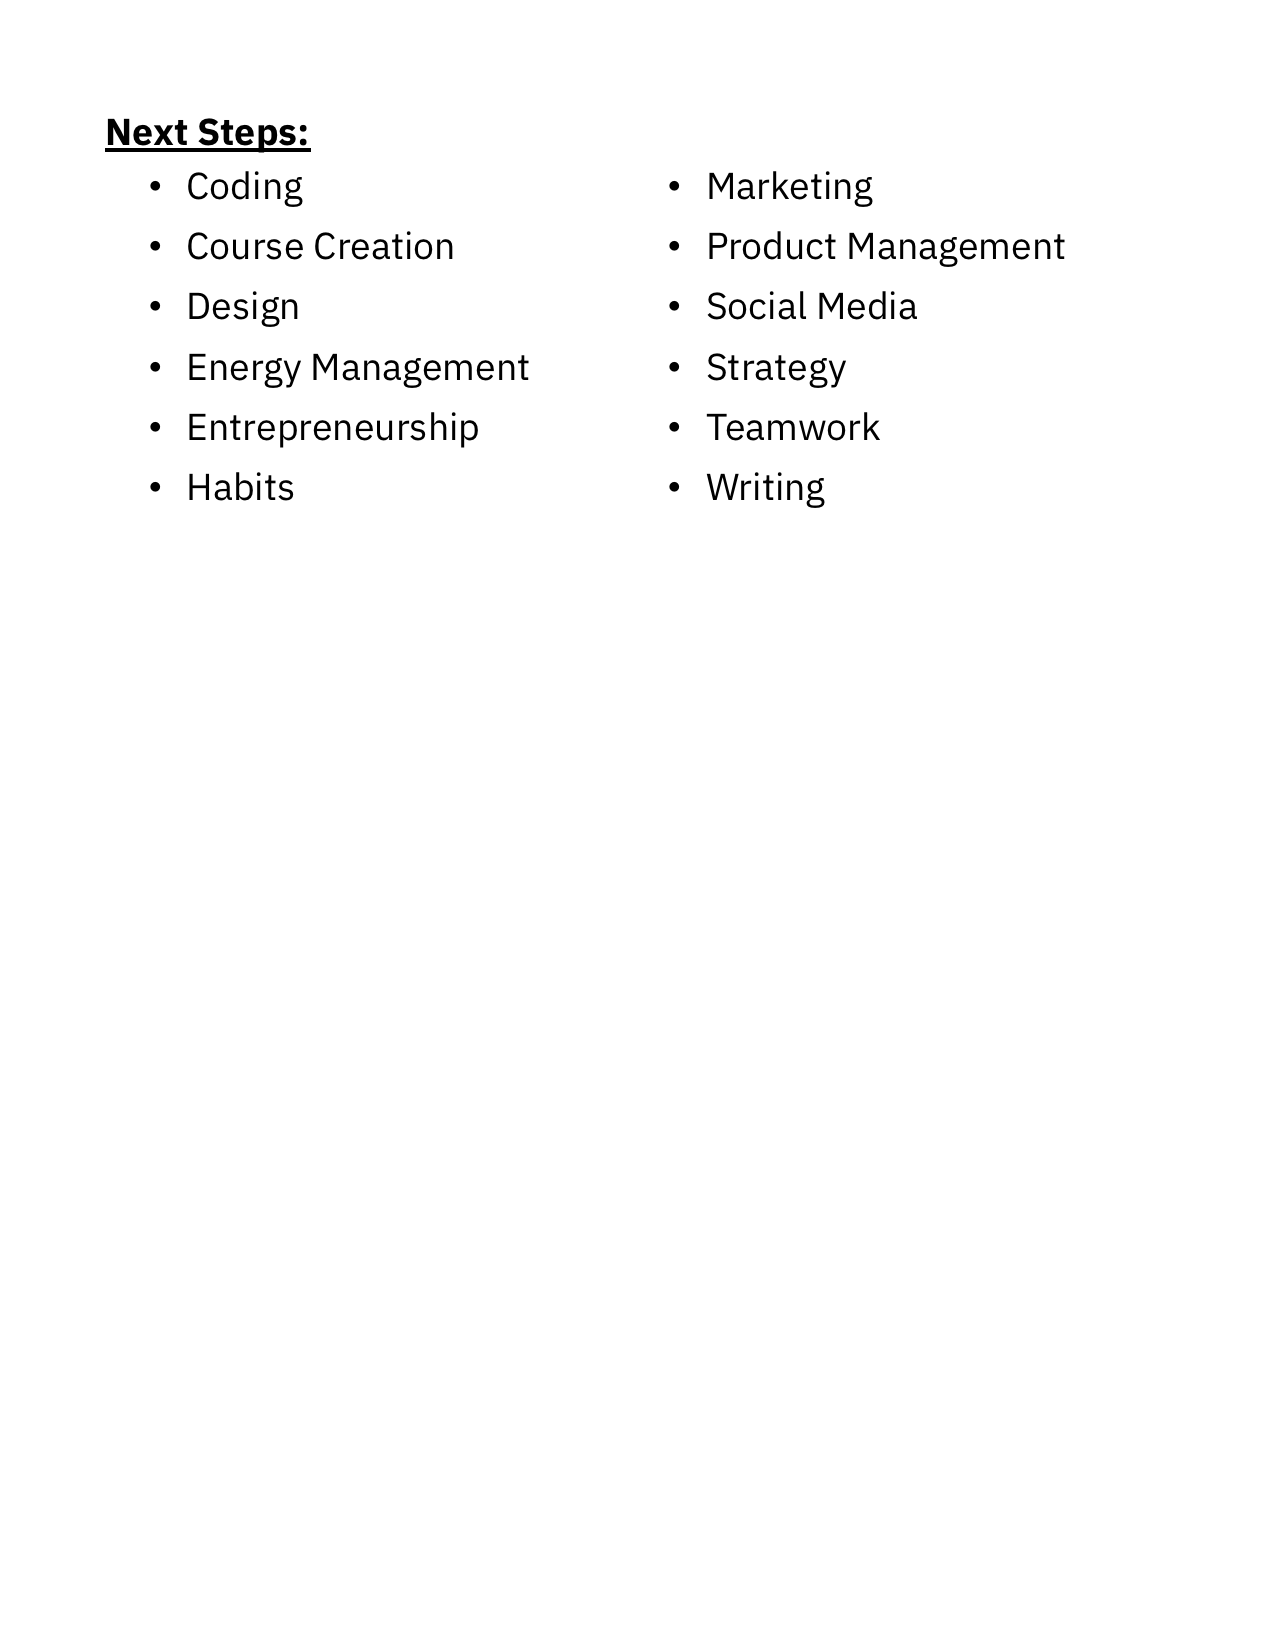 Next Steps:
• Coding
• Course Creation
• Design
• Energy Management
• Entrepreneurship
• Habits
• Marketing
• Product Management
• Social Media
• Strategy
• Teamwork
• Writing